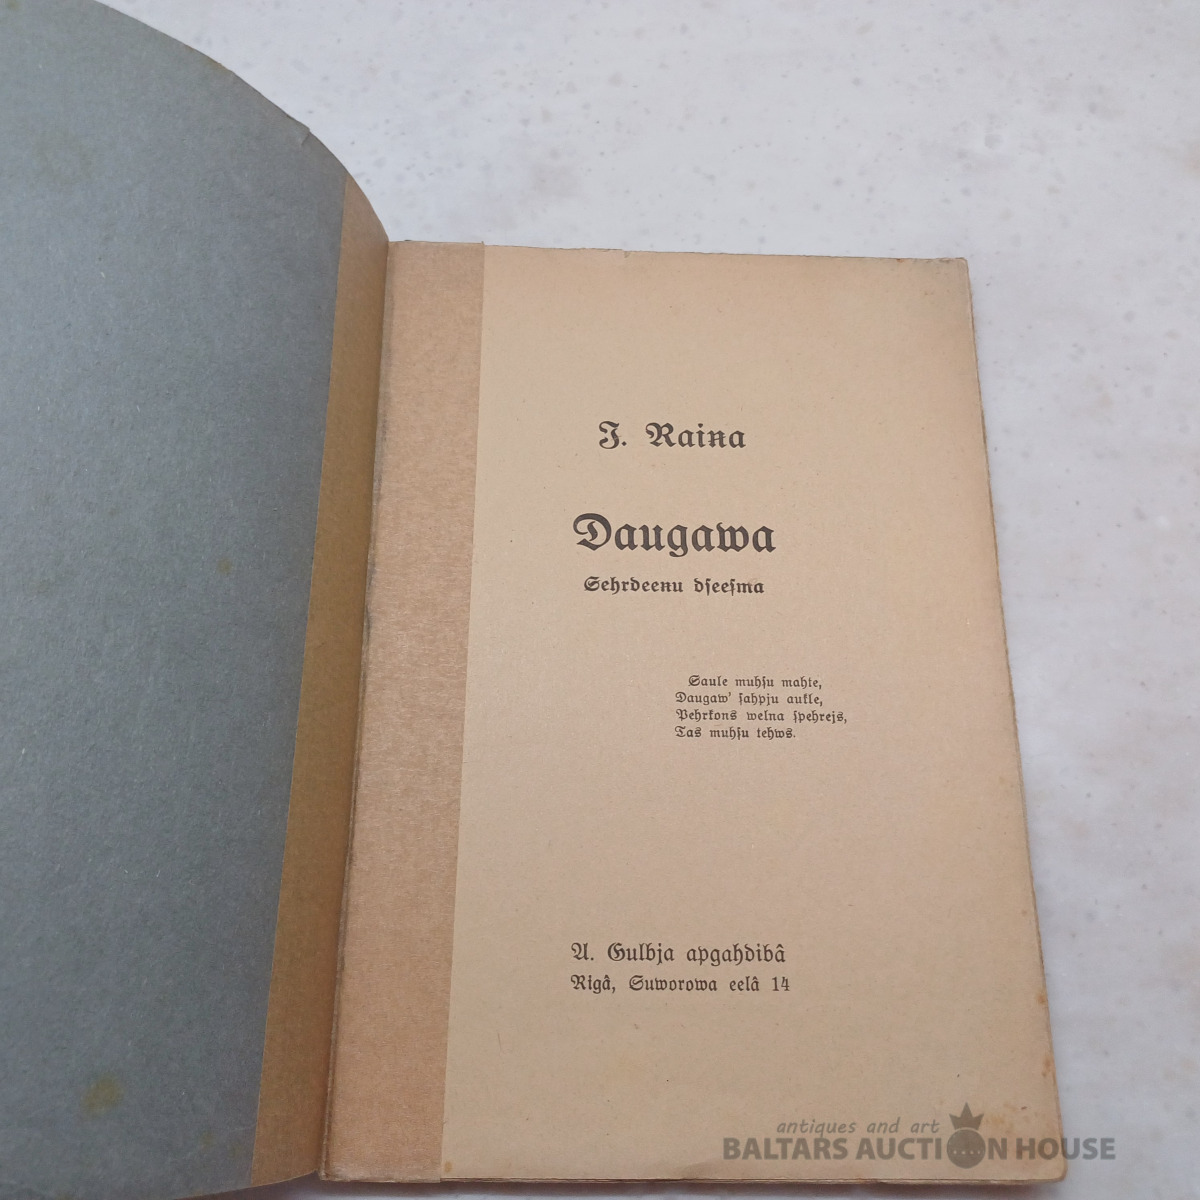 J. Raiņa
Daugawa
Sehrdeeņu dſeeſma
Saule muhſu mahte,
Daugaw' ſahpju aukle,
Pehrkons welna ſpehrejs,
Tas muhſu tehws.
A. Gulbja apgahdibâ
Rigâ, Suworowa eelâ 14
antiques and art
BALTARS AUCTION HOUSE